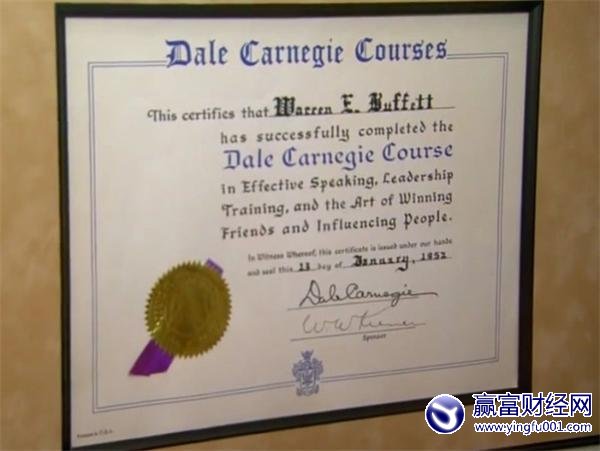 Dale Carnegie Courses
This certifies that Warren E. Buffett
has successfully completed the
Dale Carnegie Course
in Effective Speaking, Leadership
Training, and the Art of Winning
Friends and Influencing People.
In Witness Whereof, this certificate is issued under our hands
and seal this 13 day of January, 1952
Dale Carnegie
Sponsor
Printed in U.S.A.
赢富财经网
www.yingfu001.com